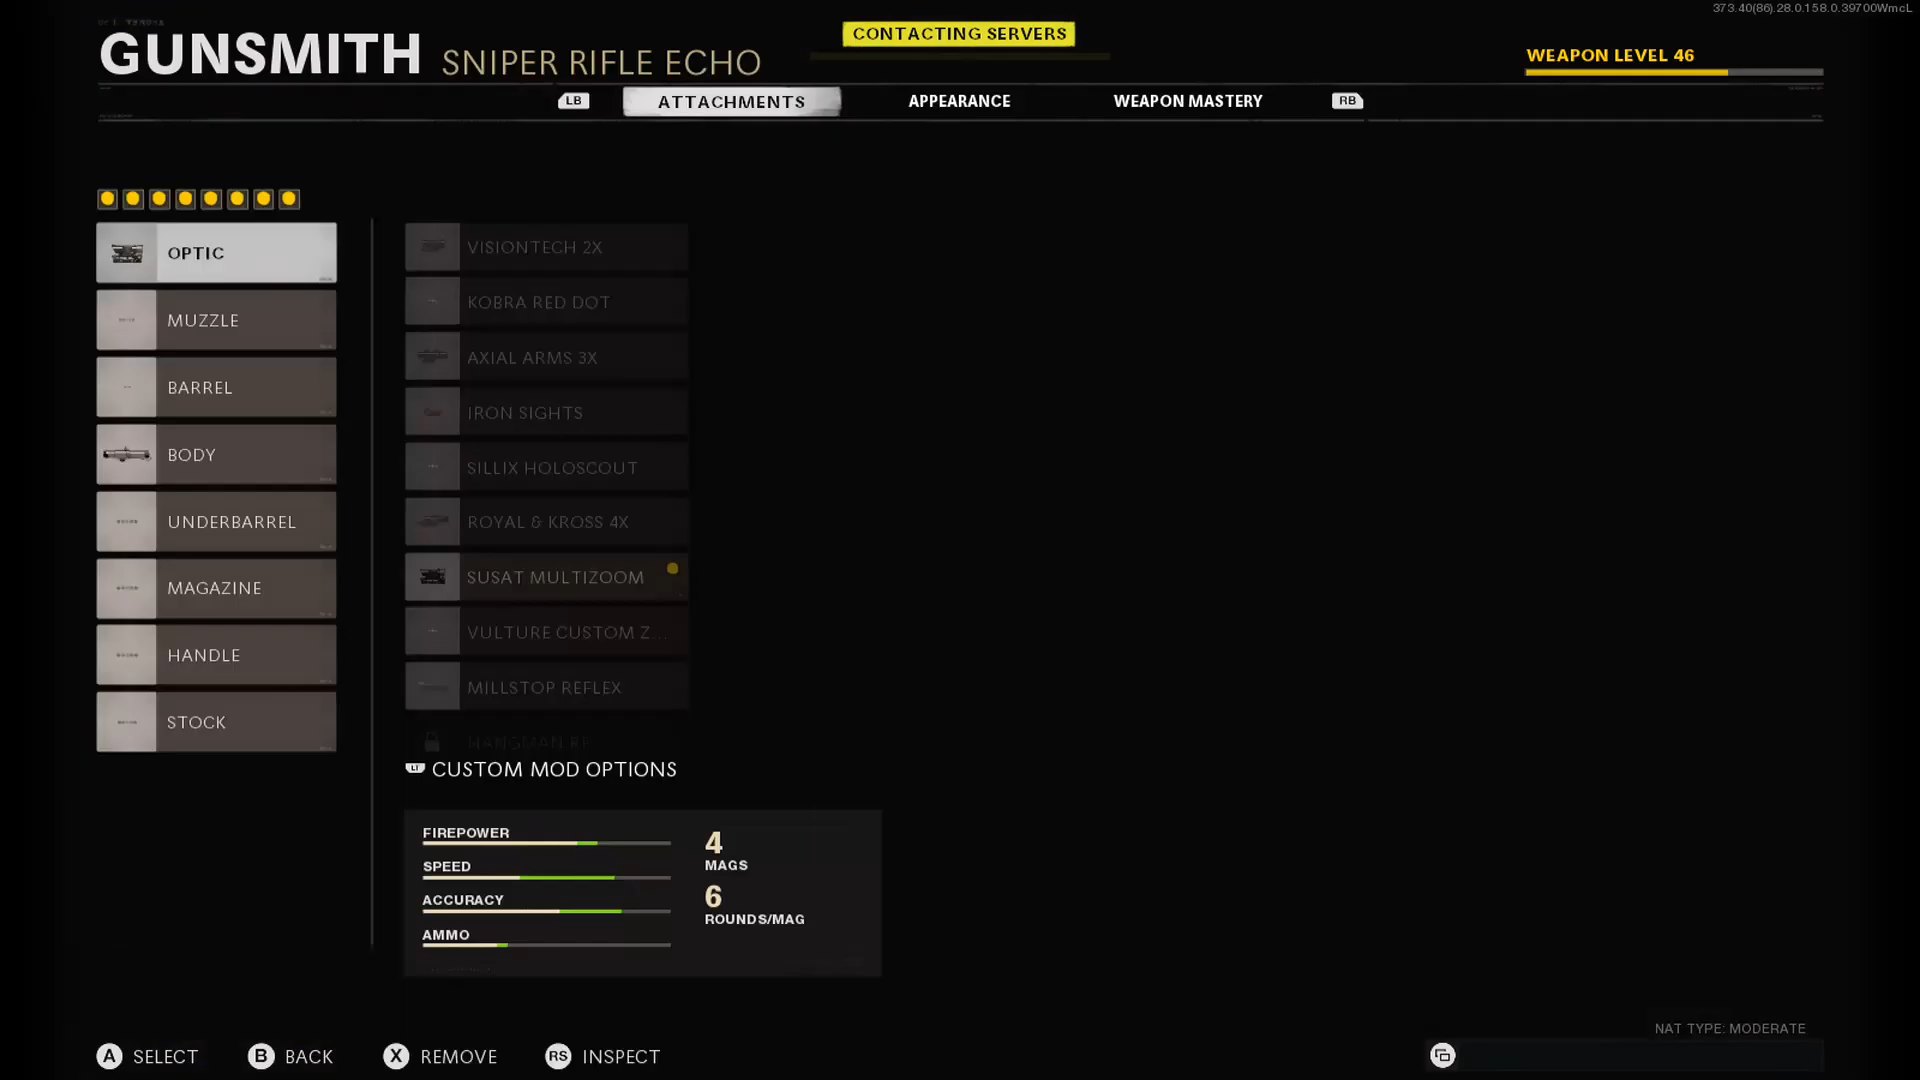 373.40(86).28.0.158.0.39700WmcL
GUNSMITH SNIPER RIFLE ECHO
CONTACTING SERVERS
WEAPON LEVEL 46
LB ATTACHMENTS APPEARANCE WEAPON MASTERY RB
OPTIC
MUZZLE
BARREL
BODY
UNDERBARREL
MAGAZINE
HANDLE
STOCK
VISIONTECH 2X
KOBRA RED DOT
AXIAL ARMS 3X
IRON SIGHTS
SILLIX HOLOSCOUT
ROYAL & KROSS 4X
SUSAT MULTIZOOM
VULTURE CUSTOM Z...
MILLSTOP REFLEX
HANGMAN RF
LT CUSTOM MOD OPTIONS
FIREPOWER
SPEED
ACCURACY
AMMO
4
MAGS
6
ROUNDS/MAG
NAT TYPE: MODERATE
A SELECT B BACK X REMOVE RS INSPECT